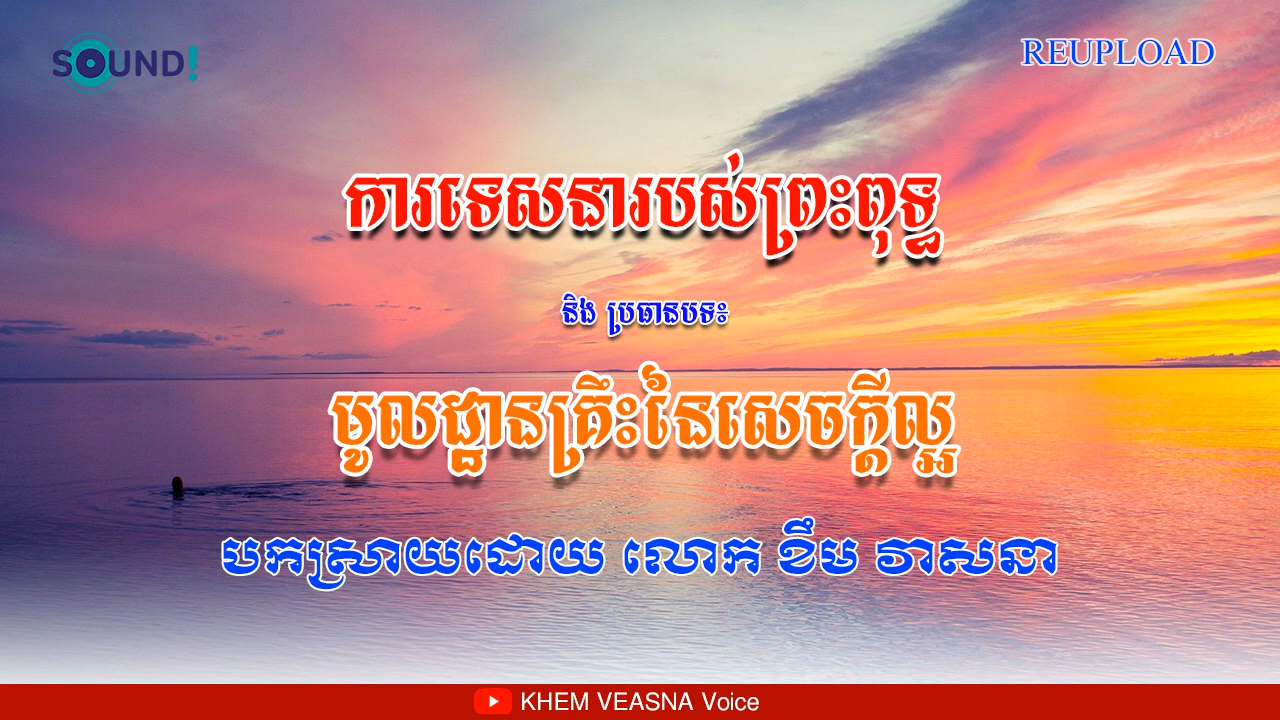 SOUND!
REUPLOAD
ការទេសនារបស់ព្រះពុទ្ធ
និង ប្រធានបទ៖
មូលដ្ឋានគ្រឹះនៃសេចក្តីល្អ
បកស្រាយដោយ លោក ខឹម វាសនា
KHEM VEASNA Voice